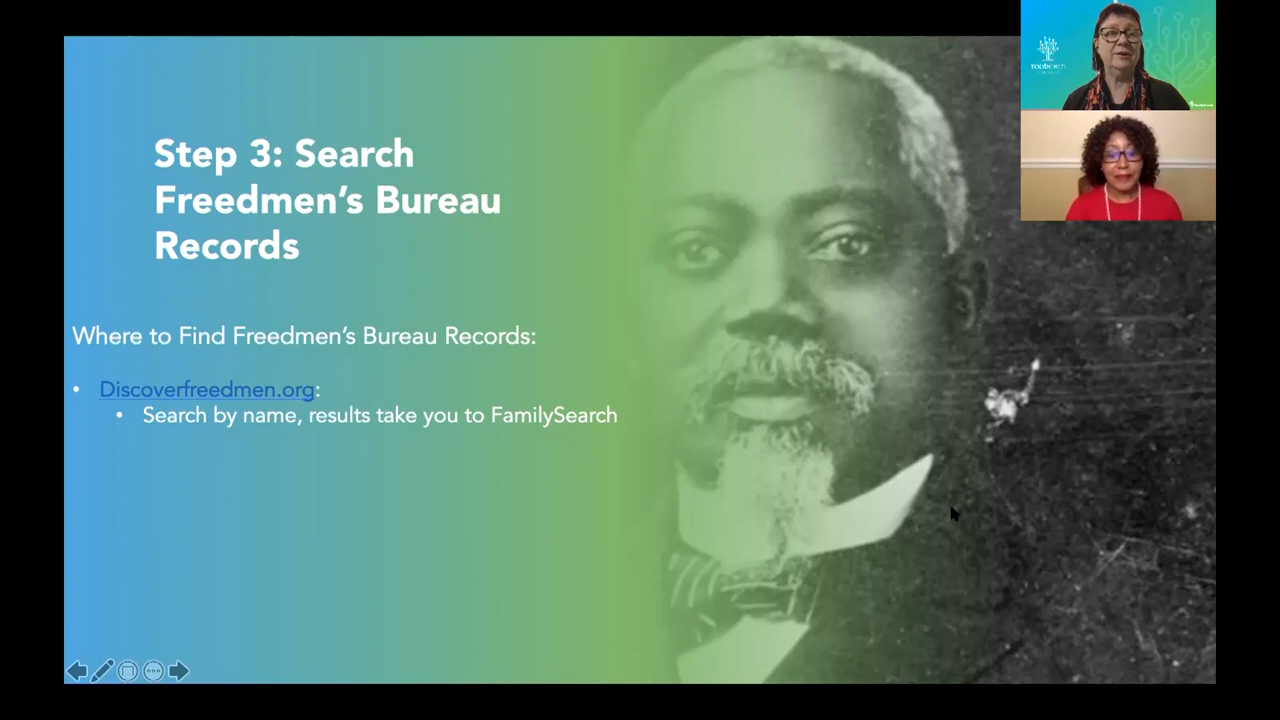 Step 3: Search
Freedmen's Bureau
Records
Where to Find Freedmen's Bureau Records:
• Discoverfreedmen.org:
• Search by name, results take you to FamilySearch